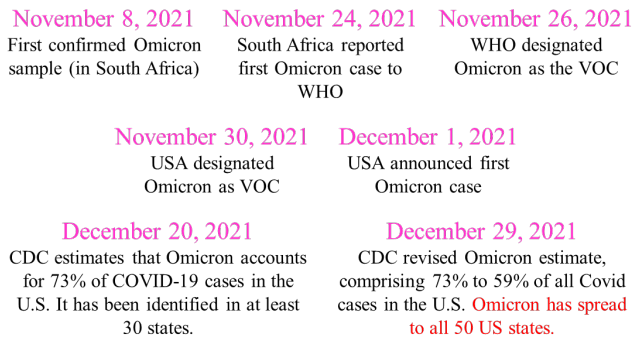 November 8, 2021
First confirmed Omicron
sample (in South Africa)
November 24, 2021
South Africa reported
first Omicron case to
WHO
November 26, 2021
WHO designated
Omicron as the VOC
November 30, 2021
USA designated
Omicron as VOC
December 1, 2021
USA announced first
Omicron case
December 20, 2021
CDC estimates that Omicron accounts
for 73% of COVID-19 cases in the
U.S. It has been identified in at least
30 states.
December 29, 2021
CDC revised Omicron estimate,
comprising 73% to 59% of all Covid
cases in the U.S. Omicron has spread
to all 50 US states.